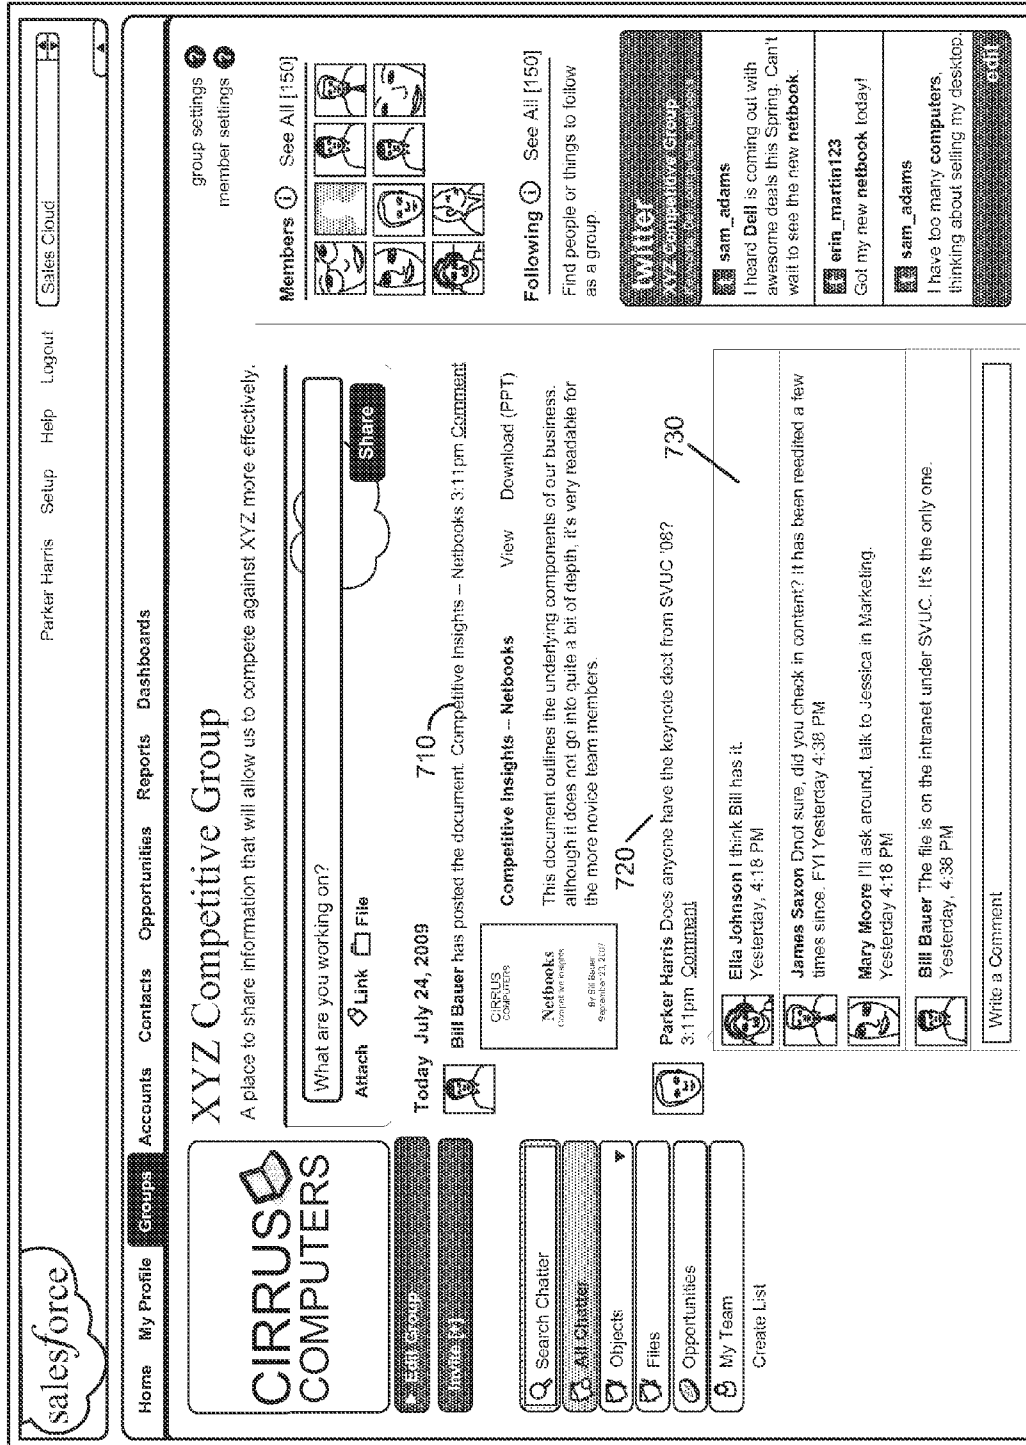 salesforce
Parker Harris Setup Help Logout Sales Cloud
Home My Profile Groups Accounts Contacts Opportunities Reports Dashboards
CIRRUS
COMPUTERS
Edit Group
Invite [+]
Search Chatter
All Chatter
Objects
Files
Opportunities
My Team
Create List
XYZ Competitive Group
A place to share information that will allow us to compete against XYZ more effectively.
What are you working on?
Attach Link File
Share
Today July 24, 2009
710
Bill Bauer has posted the document. Competitive Insights – Netbooks 3:11pm Comment
CIRRUS
COMPUTERS
Netbooks
Competitive Insights
By Bill Bauer
September 23, 2007
Competitive Insights – Netbooks View Download (PPT)
This document outlines the underlying components of our business.
although it does not go into quite a bit of depth, it's very readable for
the more novice team members.
720
Parker Harris Does anyone have the keynote dect from SVUC '08?
3:11pm Comment
730
Ella Johnson I think Bill has it.
Yesterday, 4:18 PM
James Saxon Dnot sure, did you check in content? It has been reedited a few
times since. FYI Yesterday 4:38 PM
Mary Moore I'll ask around, talk to Jessica in Marketing.
Yesterday 4:18 PM
Bill Bauer The file is on the intranet under SVUC. It's the only one.
Yesterday, 4:38 PM
Write a Comment
group settings ?
member settings ?
Members i See All [150]
Following i See All [150]
Find people or things to follow
as a group.
twitter
XYZ Competitive Group
sam_adams
I heard Dell is coming out with
awesome deals this Spring. Can't
wait to see the new netbook.
erin_martin123
Got my new netbook today!
sam_adams
I have too many computers,
thinking about selling my desktop.
edit